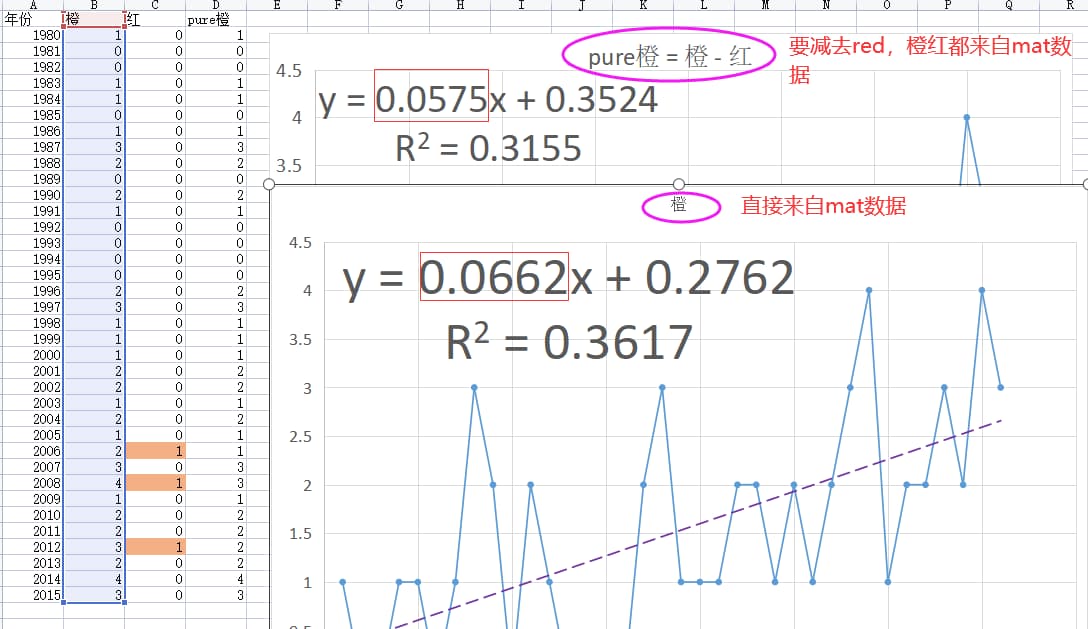 A B C D E F G H I J K L M N O P Q R
年份 橙 红 pure橙
1980 1 0 1
1981 0 0 0
1982 0 0 0
1983 1 0 1
1984 1 0 1
1985 0 0 0
1986 1 0 1
1987 3 0 3
1988 2 0 2
1989 0 0 0
1990 2 0 2
1991 1 0 1
1992 0 0 0
1993 0 0 0
1994 0 0 0
1995 0 0 0
1996 2 0 2
1997 3 0 3
1998 1 0 1
1999 1 0 1
2000 1 0 1
2001 2 0 2
2002 2 0 2
2003 1 0 1
2004 2 0 2
2005 1 0 1
2006 2 1 1
2007 3 0 3
2008 4 1 3
2009 1 0 1
2010 2 0 2
2011 2 0 2
2012 3 1 2
2013 2 0 2
2014 4 0 4
2015 3 0 3
pure橙 = 橙 - 红
要减去red，橙红都来自mat数
据
4.5
y = 0.0575x + 0.3524
4
R² = 0.3155
3.5
橙
直接来自mat数据
4.5
y = 0.0662x + 0.2762
4
R² = 0.3617
3.5
3
2.5
2
1.5
1
0.5